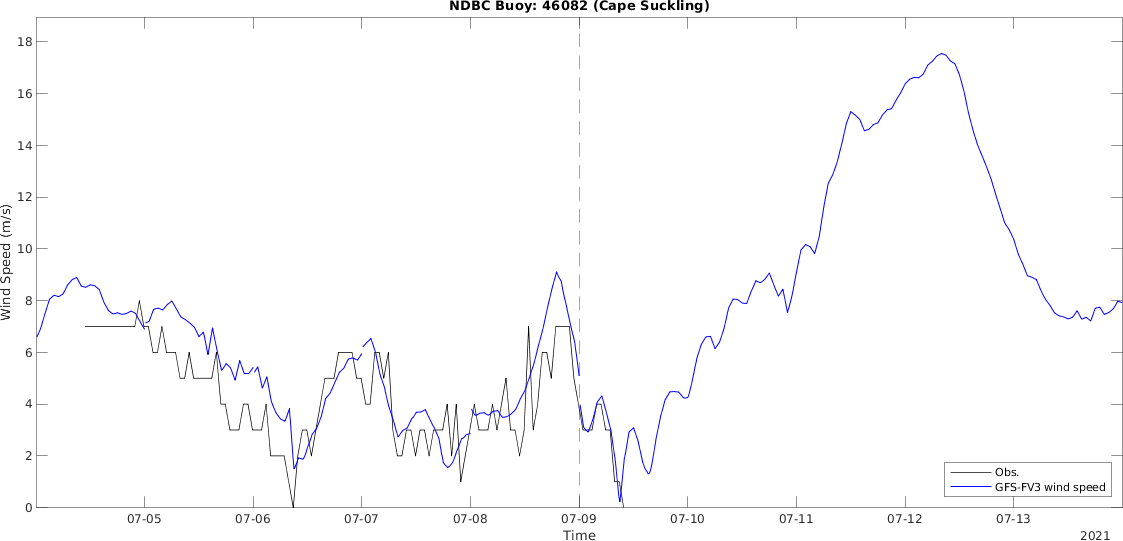 NDBC Buoy: 46082 (Cape Suckling)
18
16
14
12
10
8
6
4
2
0
Wind Speed (m/s)
Obs.
GFS-FV3 wind speed
07-05 07-06 07-07 07-08 07-09 07-10 07-11 07-12 07-13
Time
2021